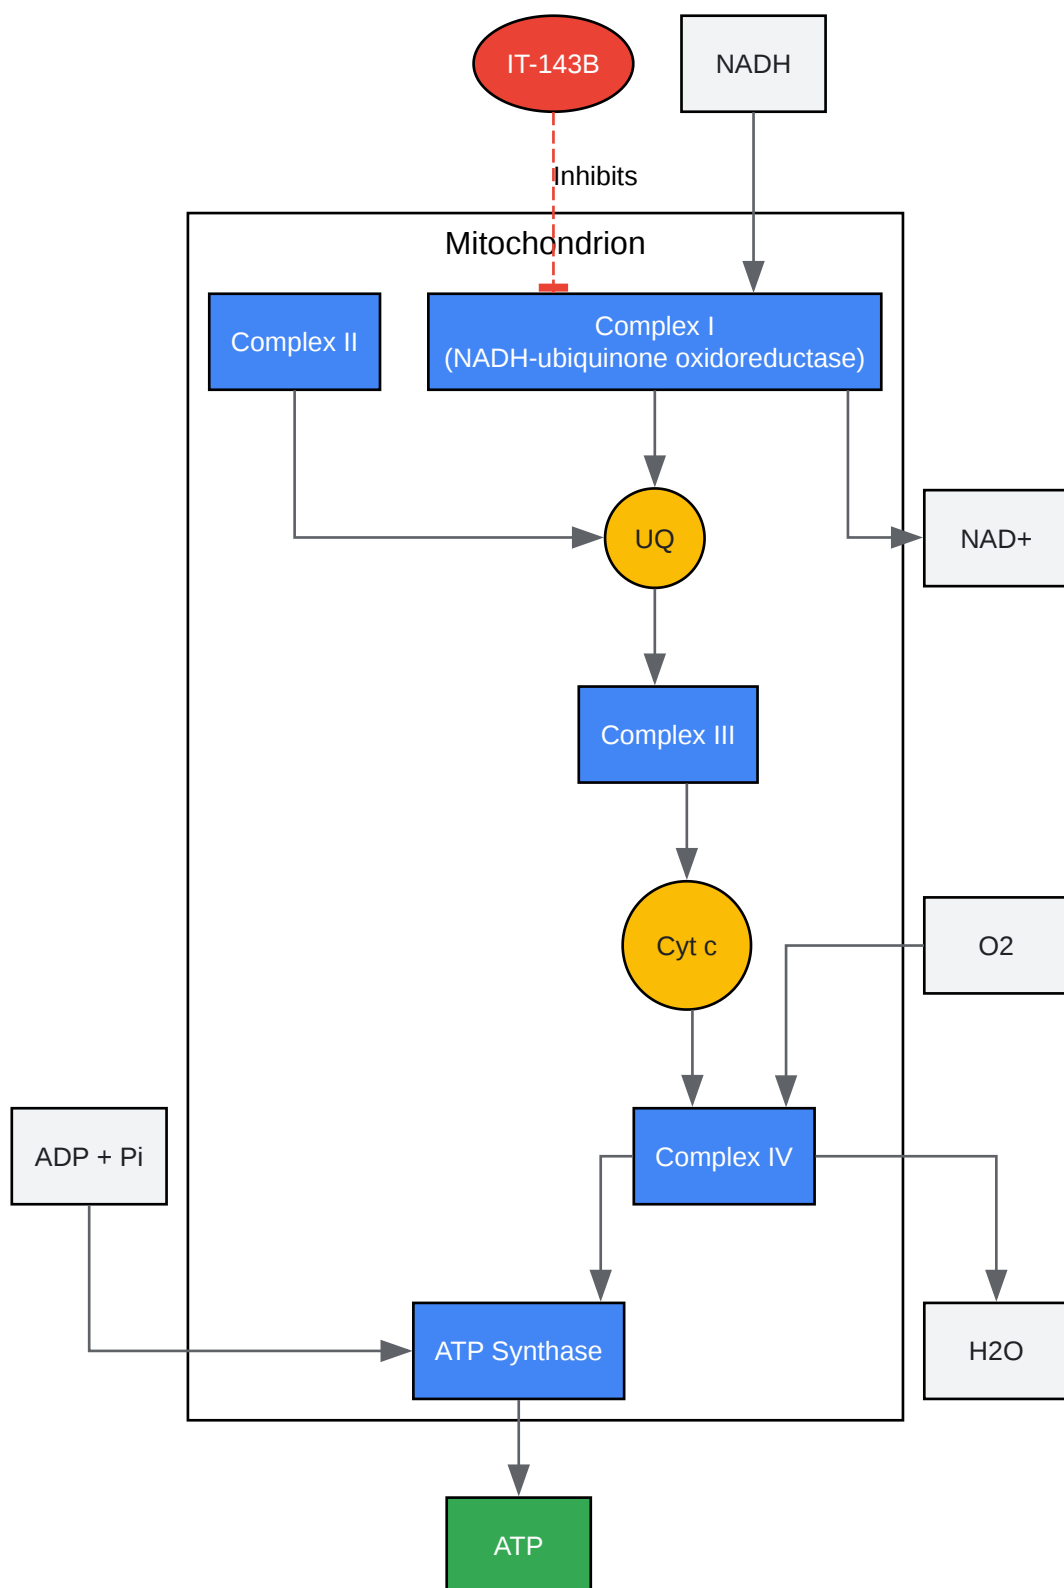 IT-143B
NADH
Inhibits
Mitochondrion
Complex II
Complex I
(NADH-ubiquinone oxidoreductase)
UQ
NAD+
Complex III
Cyt c
O2
ADP + Pi
Complex IV
ATP Synthase
H2O
ATP